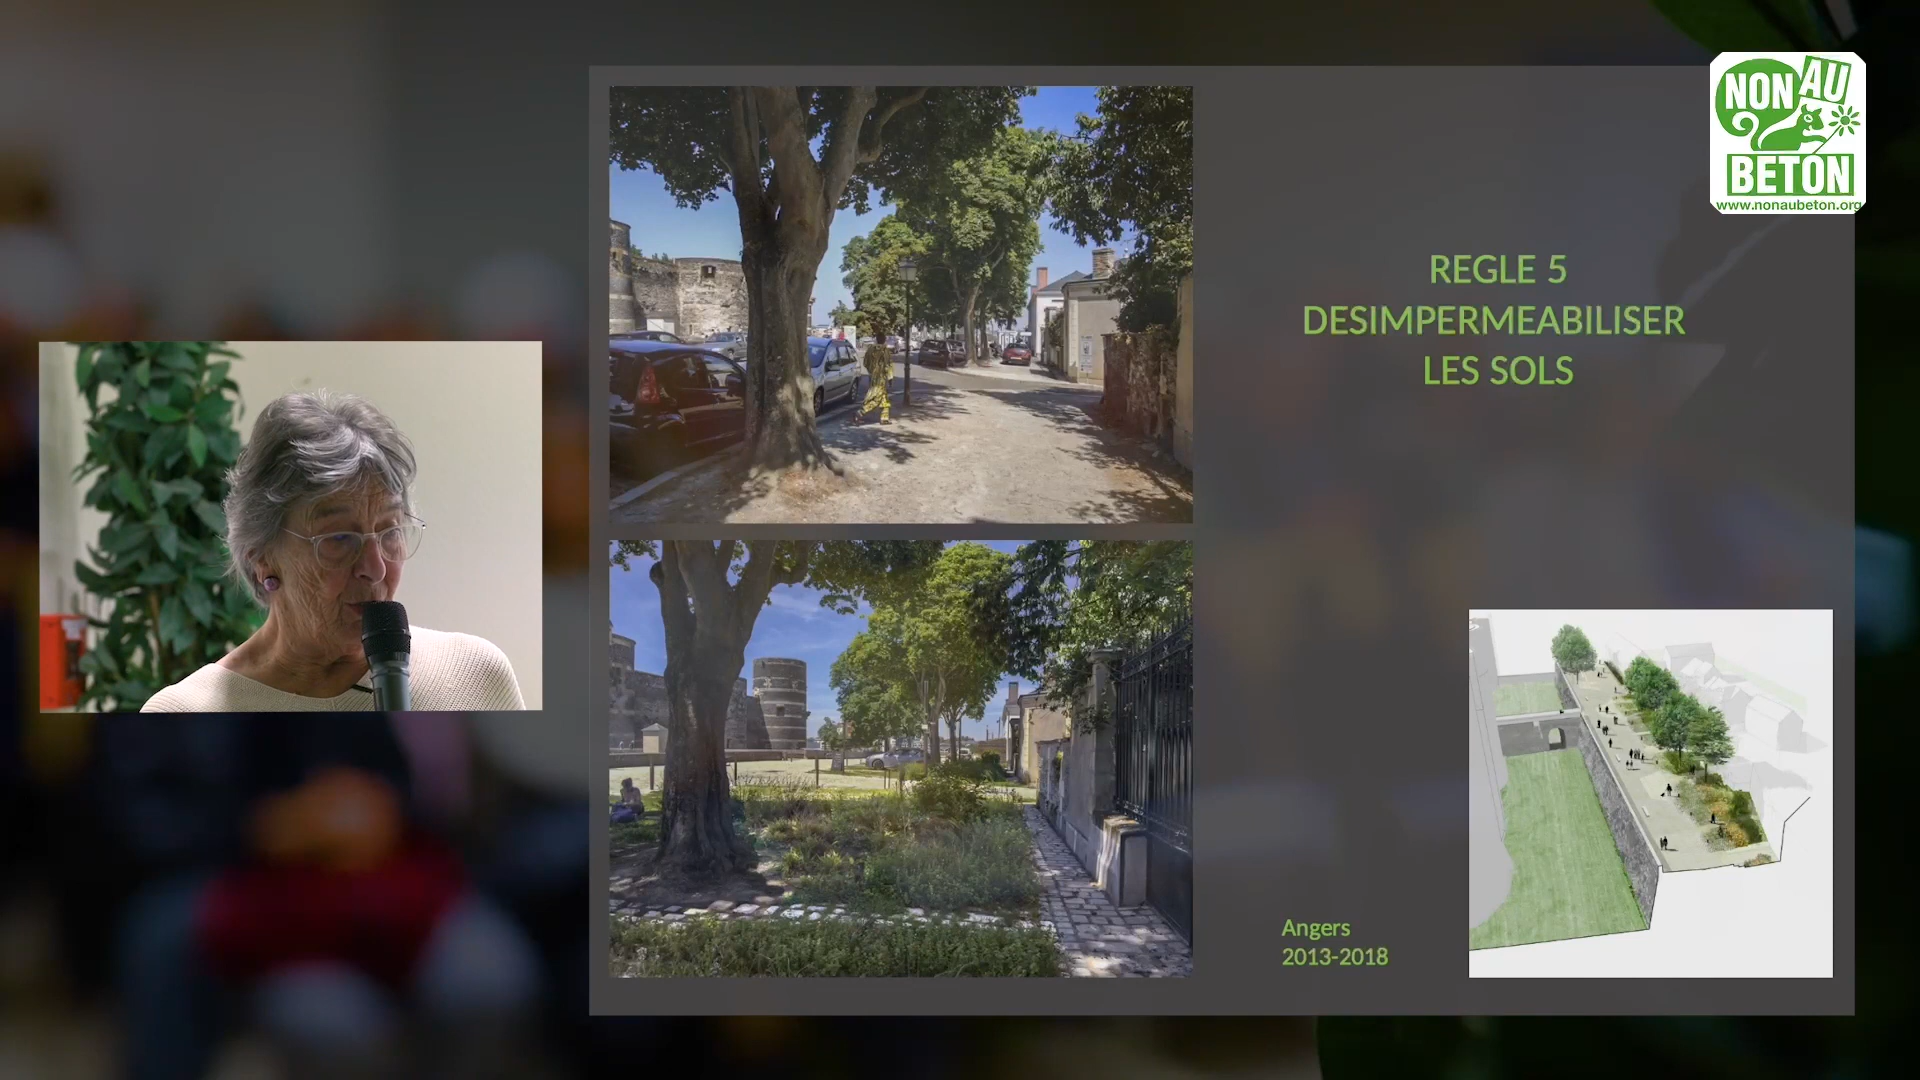 NON AU
BETON
www.nonaubeton.org
REGLE 5
DESIMPERMEABILISER
LES SOLS
Angers
2013-2018